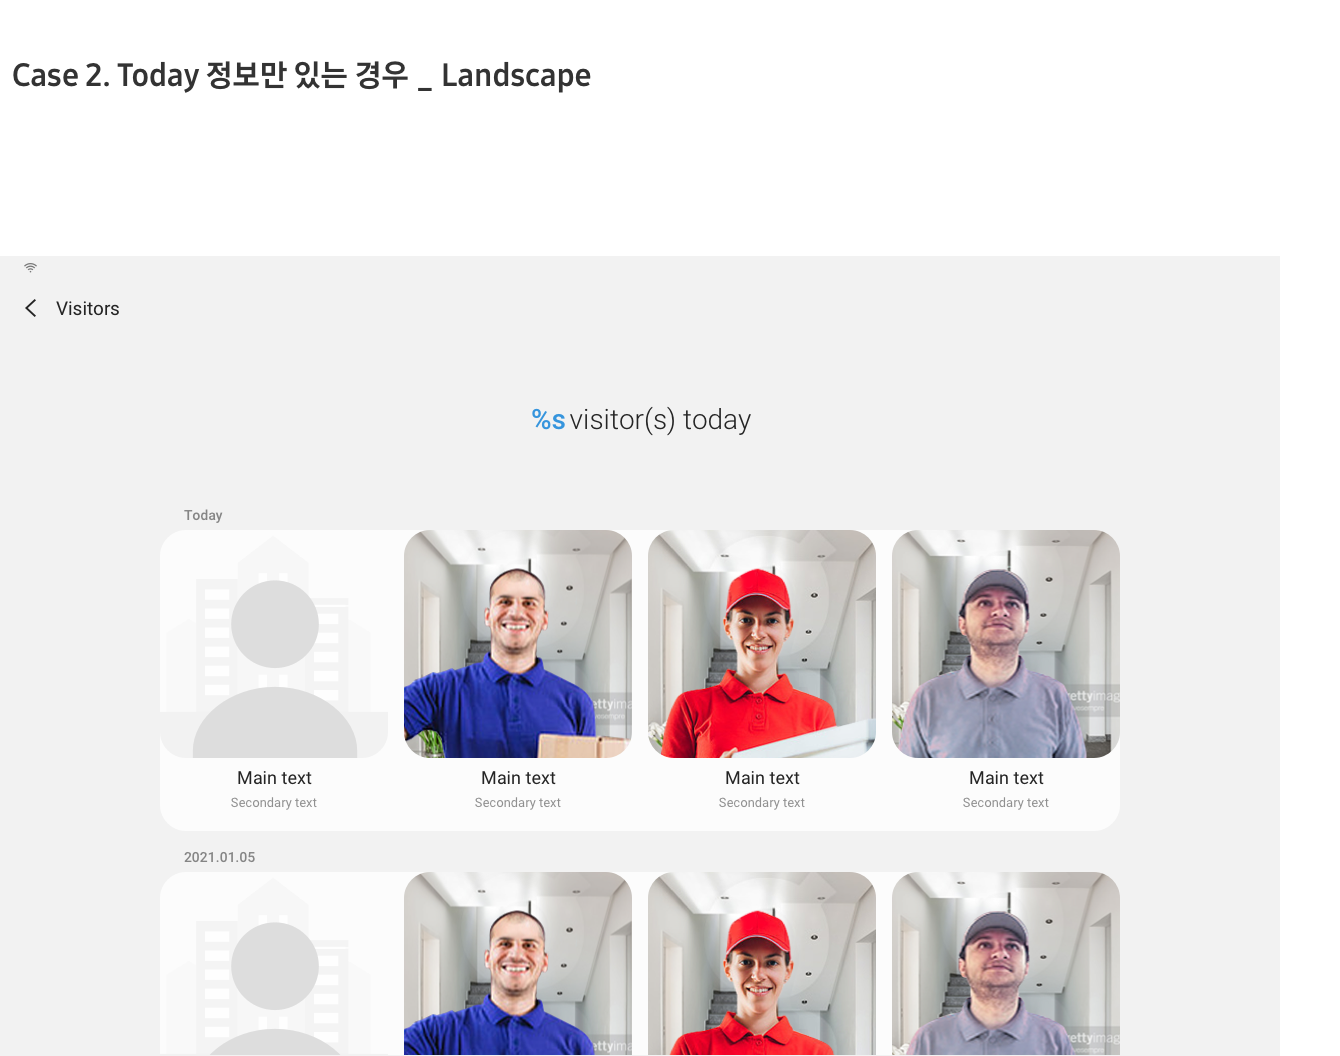 Case 2. Today 정보만 있는 경우 _ Landscape
Visitors
%s visitor(s) today
Today
Main text
Secondary text
Main text
Secondary text
Main text
Secondary text
Main text
Secondary text
2021.01.05